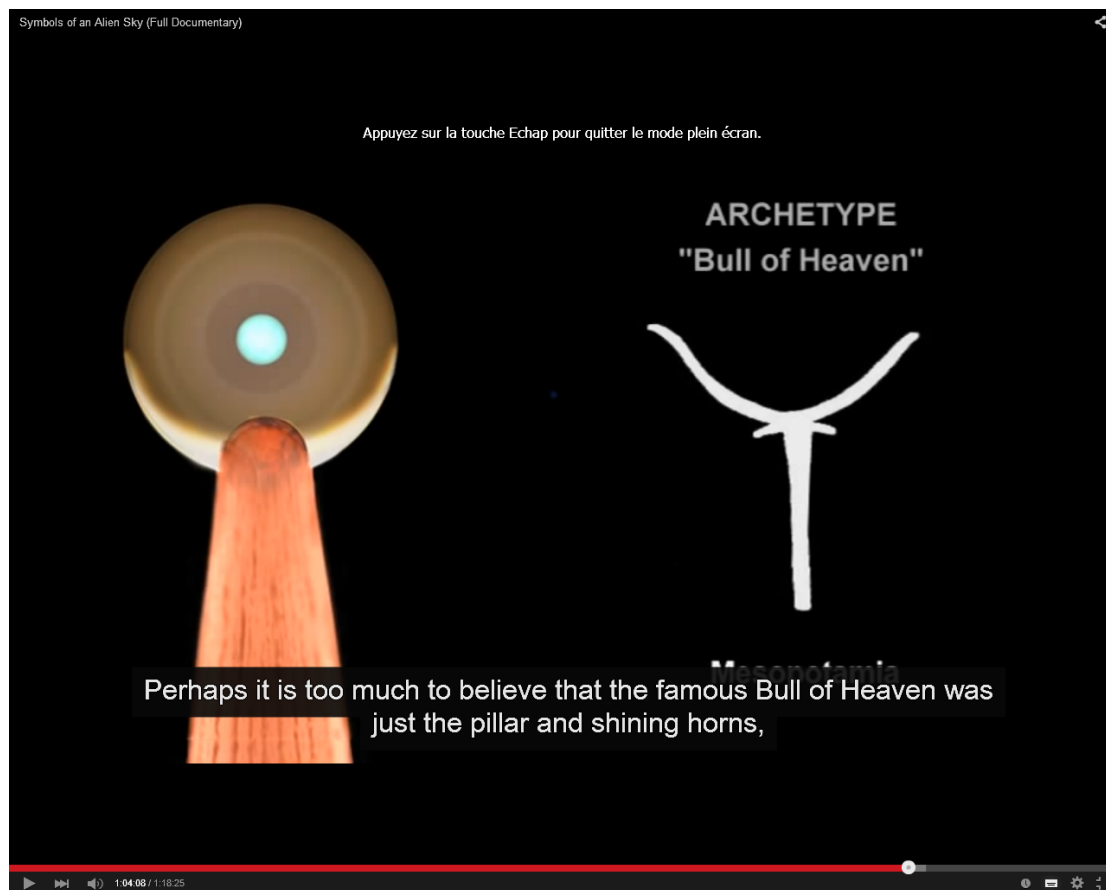 Symbols of an Alien Sky (Full Documentary)
Appuyez sur la touche Echap pour quitter le mode plein écran.
ARCHETYPE
"Bull of Heaven"
Mesopotamia
Perhaps it is too much to believe that the famous Bull of Heaven was
just the pillar and shining horns,
1:04:08 / 1:18:25